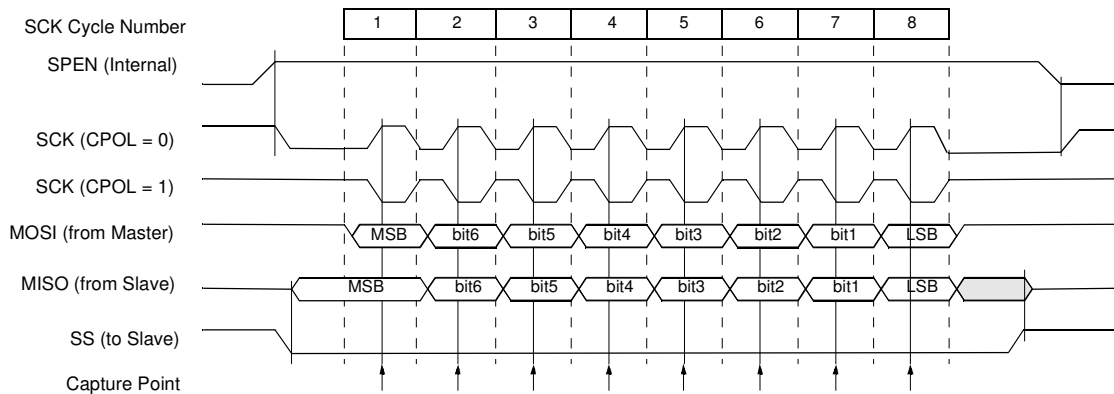 SCK Cycle Number 1 2 3 4 5 6 7 8
SPEN (Internal)
SCK (CPOL = 0)
SCK (CPOL = 1)
MOSI (from Master) MSB bit6 bit5 bit4 bit3 bit2 bit1 LSB
MISO (from Slave) MSB bit6 bit5 bit4 bit3 bit2 bit1 LSB
SS (to Slave)
Capture Point